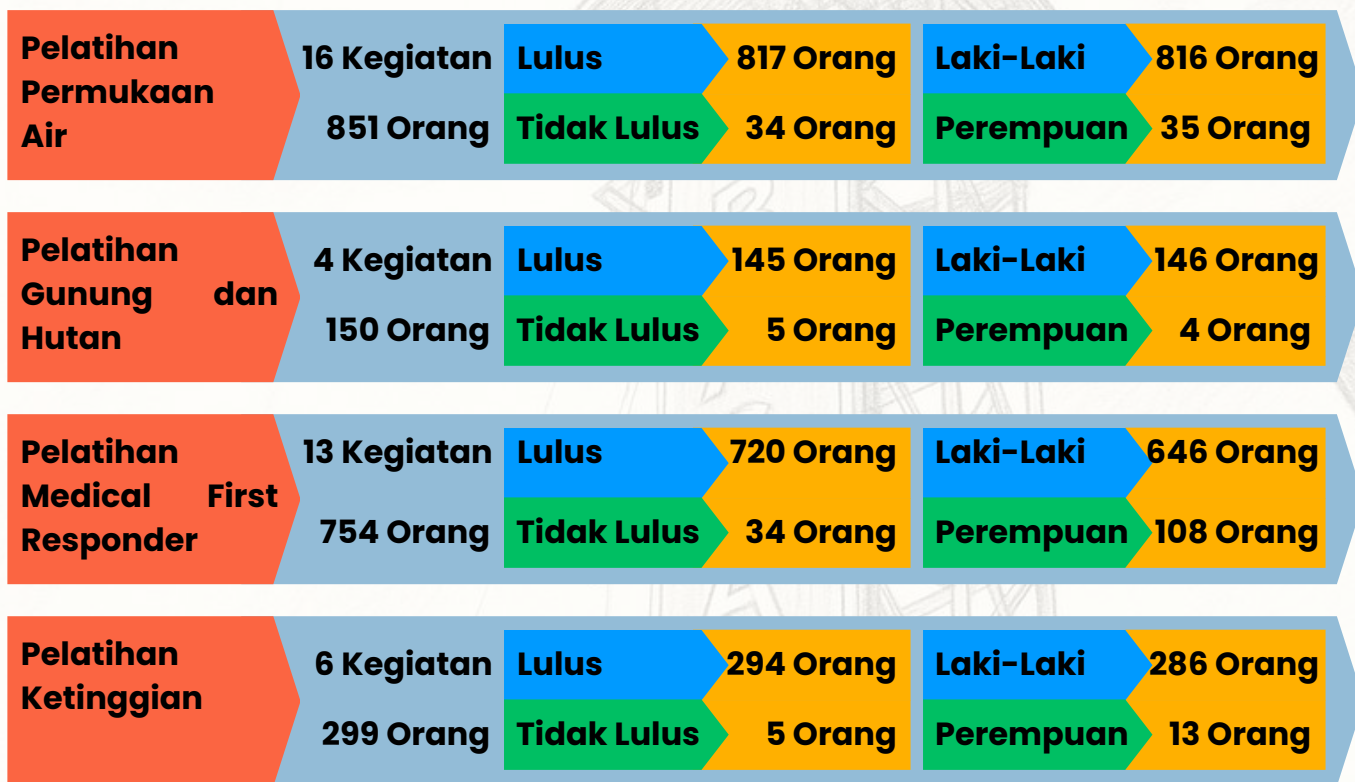 Pelatihan
Permukaan
Air
16 Kegiatan
851 Orang
Lulus
817 Orang
Tidak Lulus
34 Orang
Laki-Laki
816 Orang
Perempuan
35 Orang
Pelatihan
Gunung dan
Hutan
4 Kegiatan
150 Orang
Lulus
145 Orang
Tidak Lulus
5 Orang
Laki-Laki
146 Orang
Perempuan
4 Orang
Pelatihan
Medical First
Responder
13 Kegiatan
754 Orang
Lulus
720 Orang
Tidak Lulus
34 Orang
Laki-Laki
646 Orang
Perempuan
108 Orang
Pelatihan
Ketinggian
6 Kegiatan
299 Orang
Lulus
294 Orang
Tidak Lulus
5 Orang
Laki-Laki
286 Orang
Perempuan
13 Orang